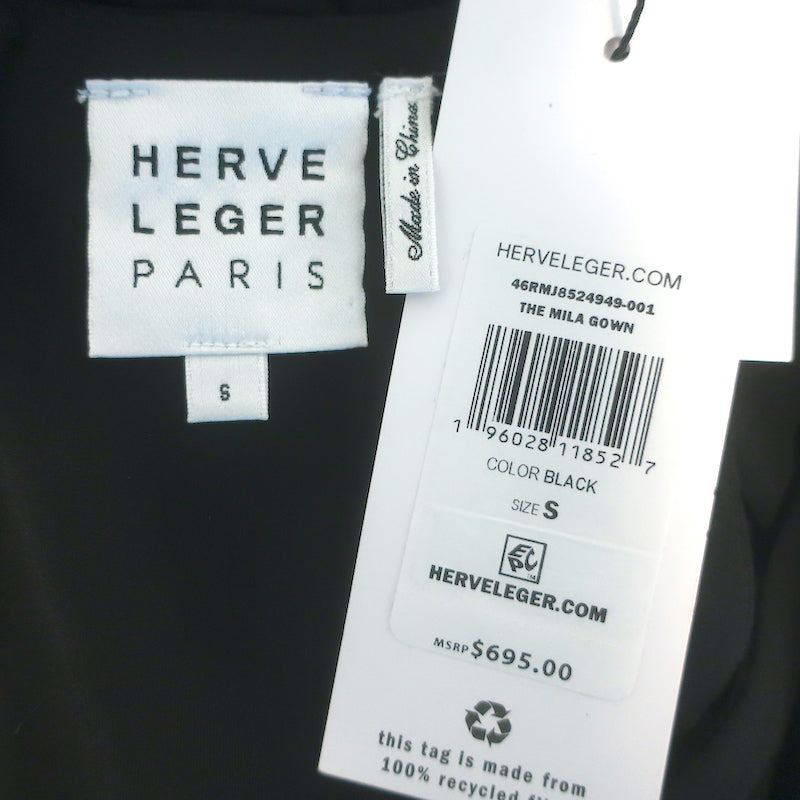 HERVE
LEGER
PARIS
S
Made in China
HERVELEGER.COM
46RMJ8524949-001
THE MILA GOWN
1 96028 11852 7
COLOR BLACK
SIZE S
EPC
HERVELEGER.COM
MSRP $695.00
this tag is made from
100% recycled